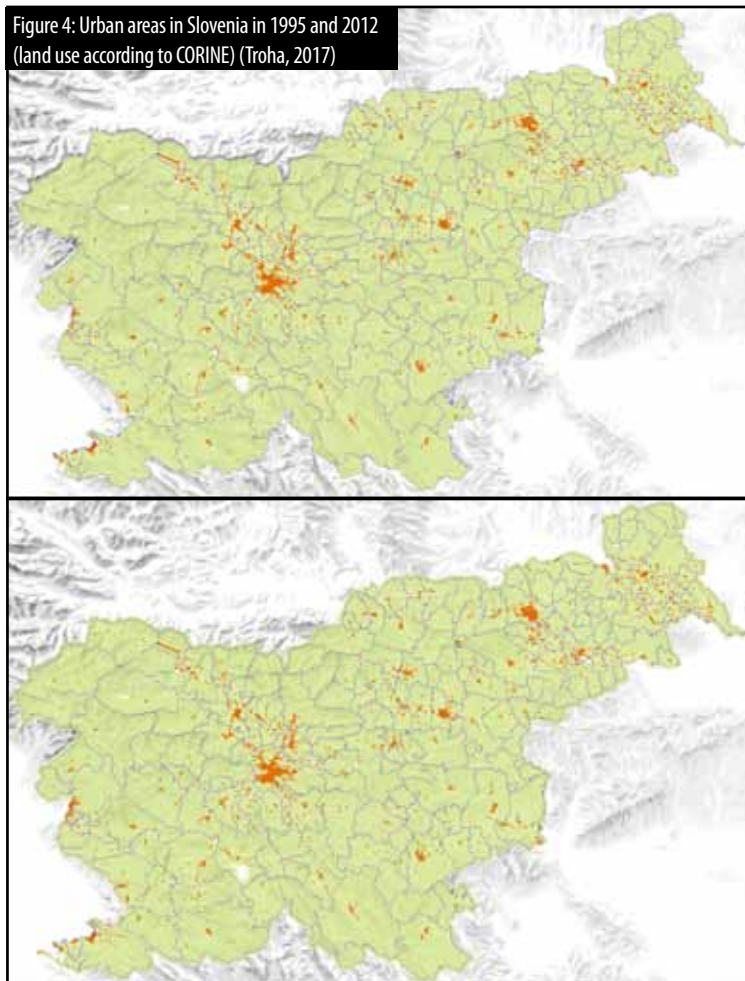 Figure 4: Urban areas in Slovenia in 1995 and 2012
(land use according to CORINE) (Troha, 2017)